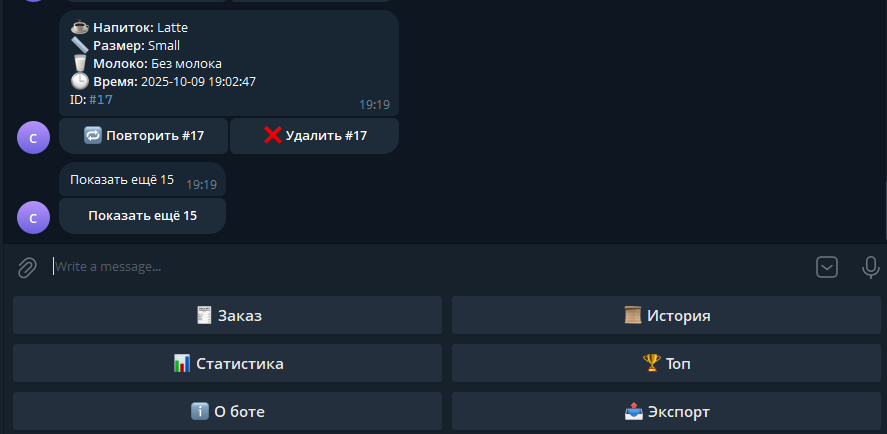 Напиток: Latte
Размер: Small
Молоко: Без молока
Время: 2025-10-09 19:02:47
ID: #17
19:19
C
Повторить #17
Удалить #17
Показать ещё 15
19:19
C
Показать ещё 15
Write a message...
Заказ
История
Статистика
Топ
О боте
Экспорт